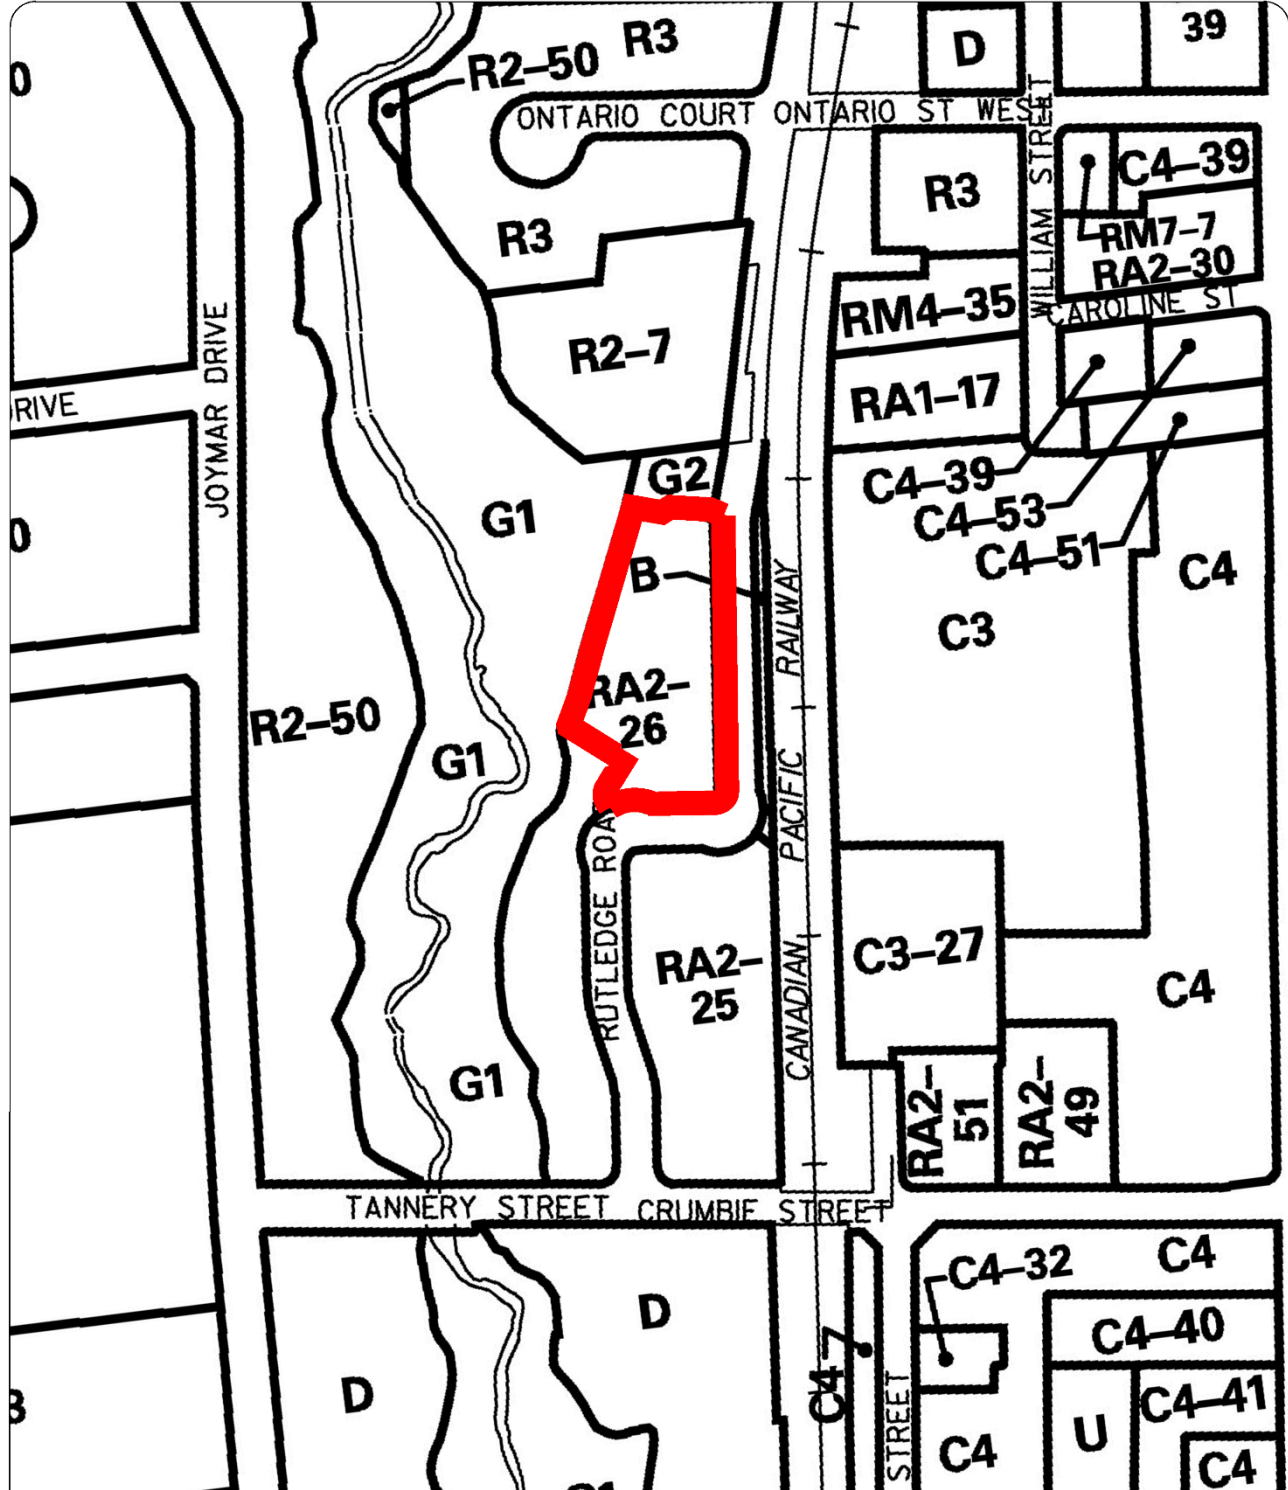 R3
39
D
0
R2–50
ONTARIO COURT
ONTARIO ST WEST
WILLIAM STREET
C4–39
R3
R3
RM7–7
RA2–30
CAROLINE ST
RM4–35
JOYMAR DRIVE
R2–7
RA1–17
RIVE
C4–39
G2
G1
C4–53
0
C4–51
C4
B
C3
CANADIAN PACIFIC RAILWAY
RA2–
26
R2–50
G1
RUTLEDGE ROA
C3–27
RA2–
25
C4
G1
RA2–
51
RA2–
49
TANNERY STREET
CRUMBIE STREET
C4
C4–32
D
C4–40
C4–7
D
C4–41
STREET
U
C4
C4